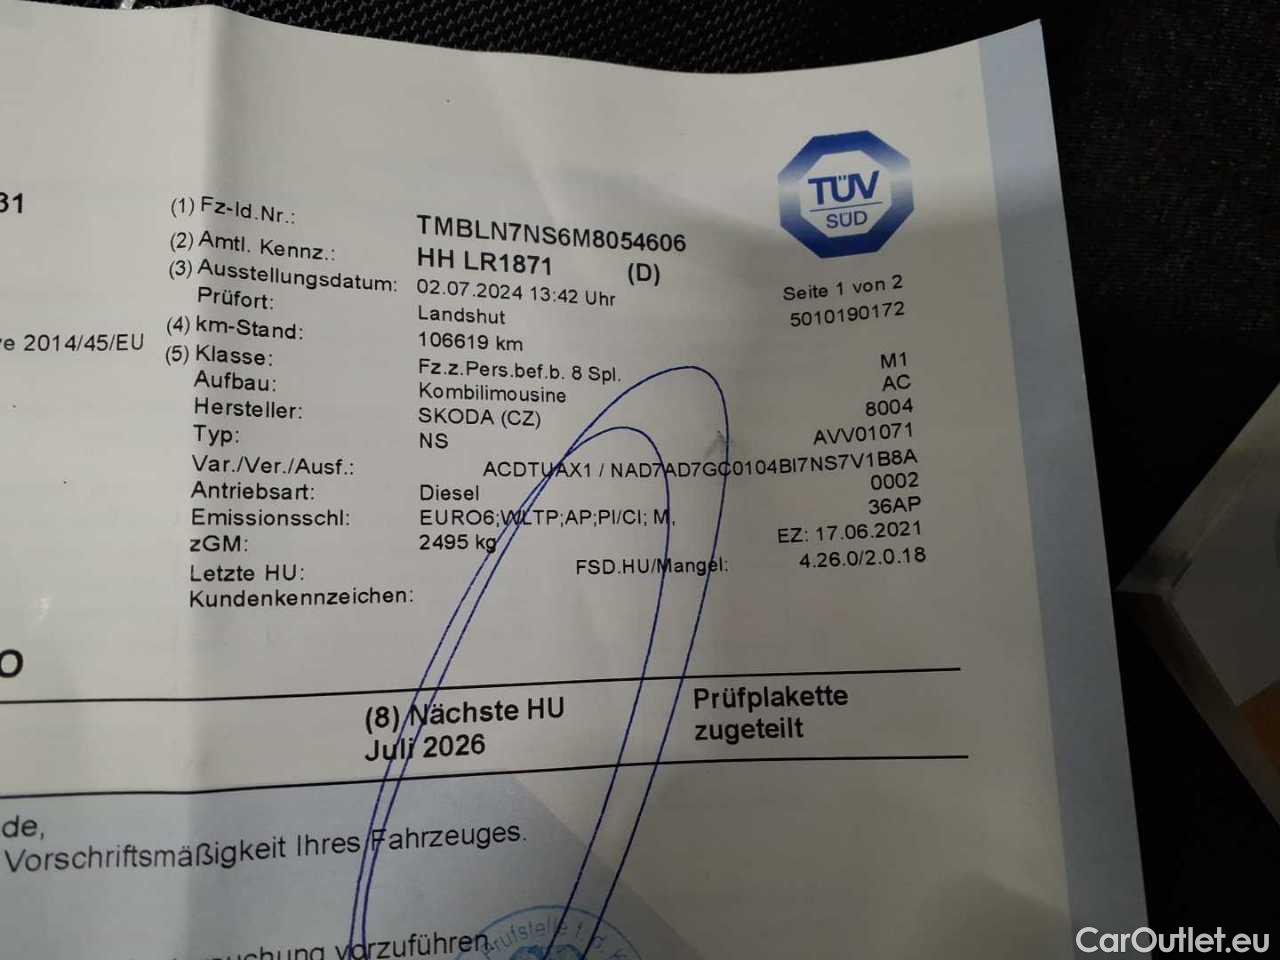 TÜV
SÜD
31
(1) Fz-Id.Nr.: TMBLN7NS6M8054606
(2) Amtl. Kennz.: HH LR1871 (D)
(3) Ausstellungsdatum: 02.07.2024 13:42 Uhr Seite 1 von 2
Prüfort: Landshut 5010190172
e 2014/45/EU
(4) km-Stand: 106619 km
(5) Klasse: Fz.z.Pers.bef.b. 8 Spl. M1
Aufbau: Kombilimousine AC
Hersteller: SKODA (CZ) 8004
Typ: NS AVV01071
Var./Ver./Ausf.: ACDTUAX1 / NAD7AD7GC0104BI7NS7V1B8A
Antriebsart: Diesel 0002
Emissionsschl: EURO6;WLTP;AP;PI/CI; M, 36AP
zGM: 2495 kg EZ: 17.06.2021
Letzte HU: FSD.HU/Mangel: 4.26.0/2.0.18
Kundenkennzeichen:
O
(8) Nächste HU Prüfplakette
Juli 2026 zugeteilt
de,
Vorschriftsmäßigkeit Ihres Fahrzeuges.
vorzuführen.
Prüfstelle f. d. K
CarOutlet.eu